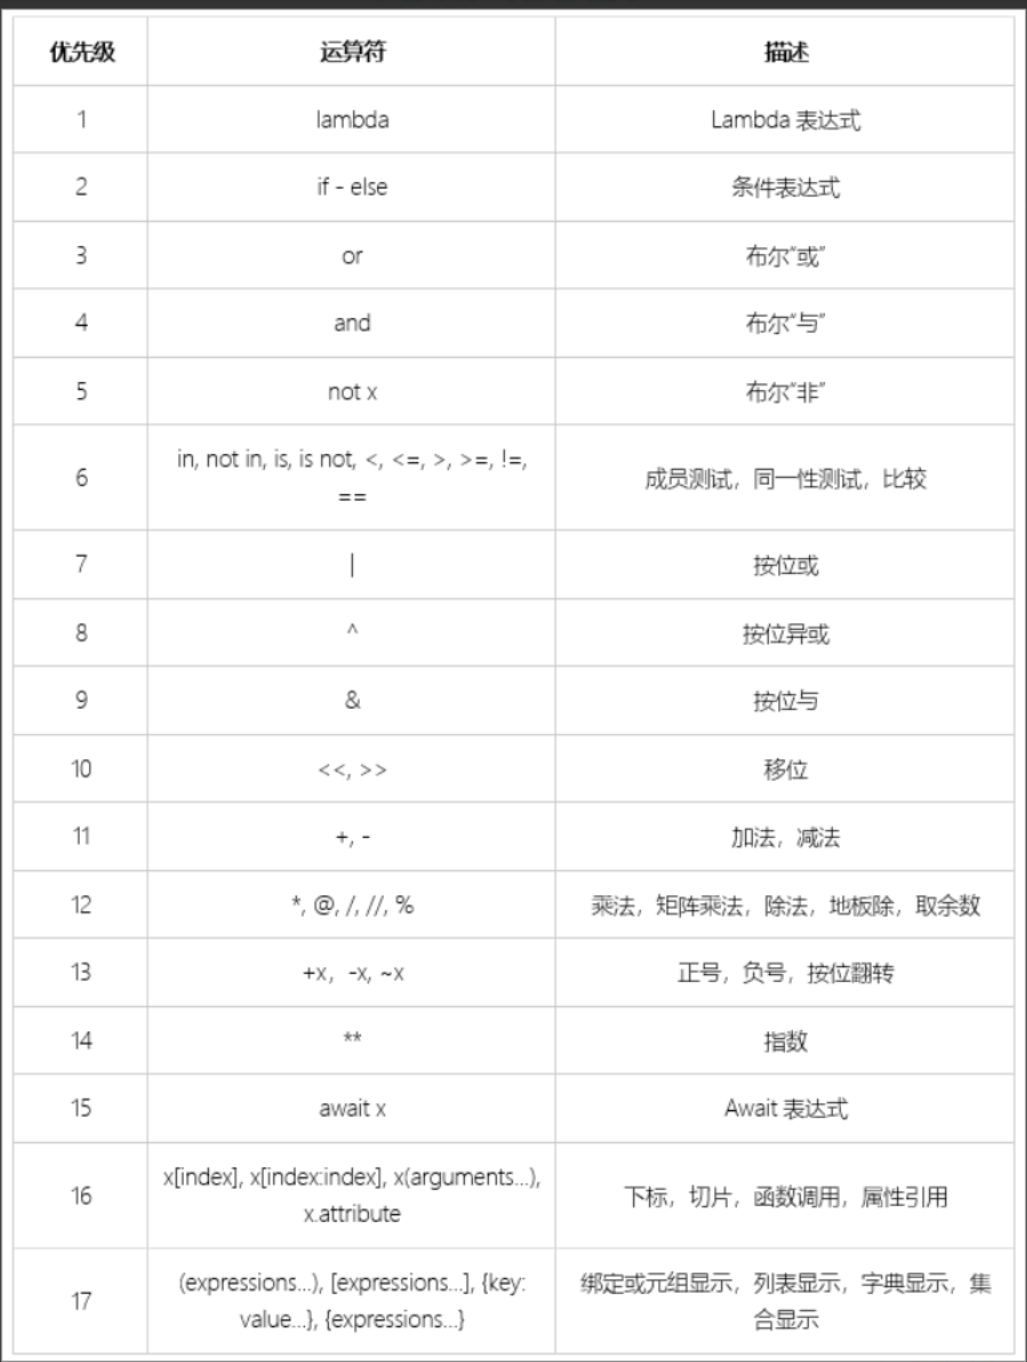 优先级 运算符 描述
1 lambda Lambda 表达式
2 if - else 条件表达式
3 or 布尔“或”
4 and 布尔“与”
5 not x 布尔“非”
6 in, not in, is, is not, <, <=, >, >=, !=, 成员测试，同一性测试，比较
==
7 | 按位或
8 ^ 按位异或
9 & 按位与
10 <<, >> 移位
11 +, - 加法，减法
12 *, @, /, //, % 乘法，矩阵乘法，除法，地板除，取余数
13 +x，-x, ~x 正号，负号，按位翻转
14 ** 指数
15 await x Await 表达式
16 x[index], x[index:index], x(arguments...), 下标，切片，函数调用，属性引用
x.attribute
17 (expressions...), [expressions...], {key: 绑定或元组显示，列表显示，字典显示，集
value...}, {expressions...} 合显示